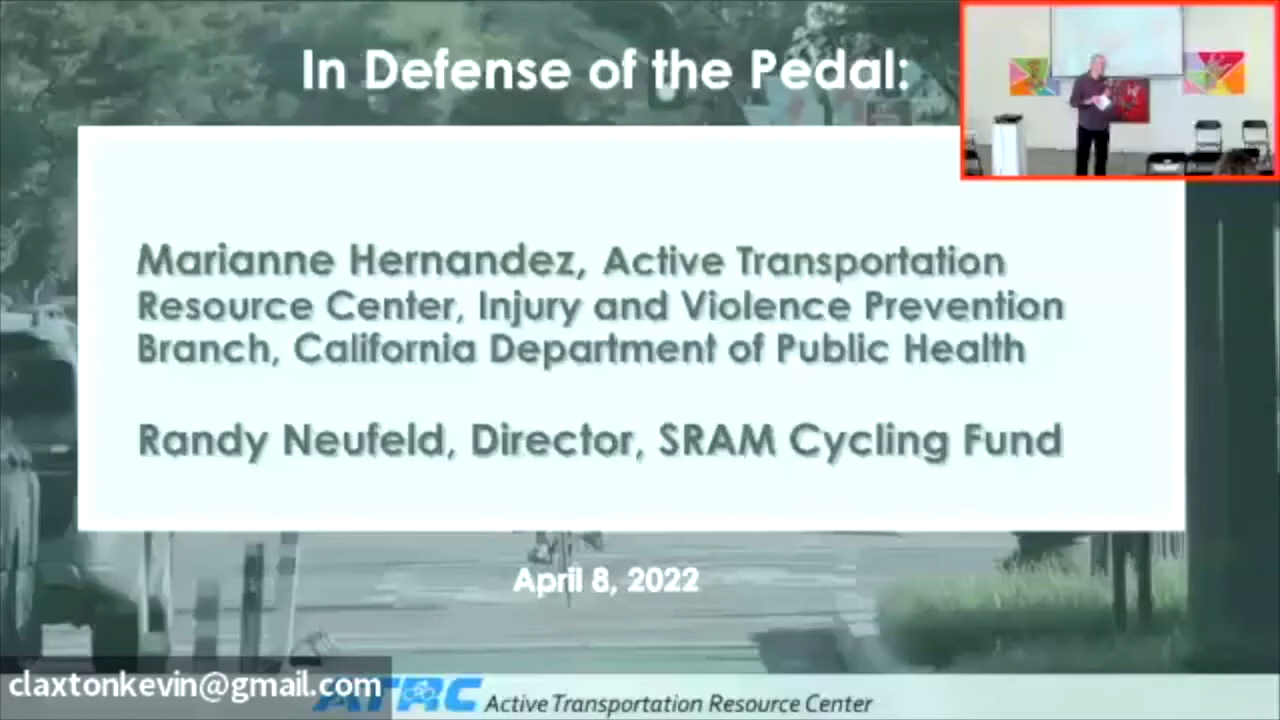 In Defense of the Pedal:
Marianne Hernandez, Active Transportation
Resource Center, Injury and Violence Prevention
Branch, California Department of Public Health
Randy Neufeld, Director, SRAM Cycling Fund
April 8, 2022
claxtonkevin@gmail.com
ATRC Active Transportation Resource Center